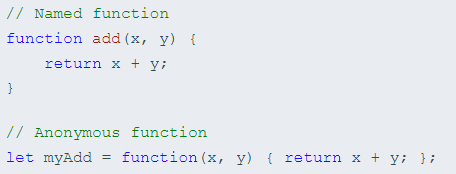 // Named function
function add(x, y) {
    return x + y;
}

// Anonymous function
let myAdd = function(x, y) { return x + y; };